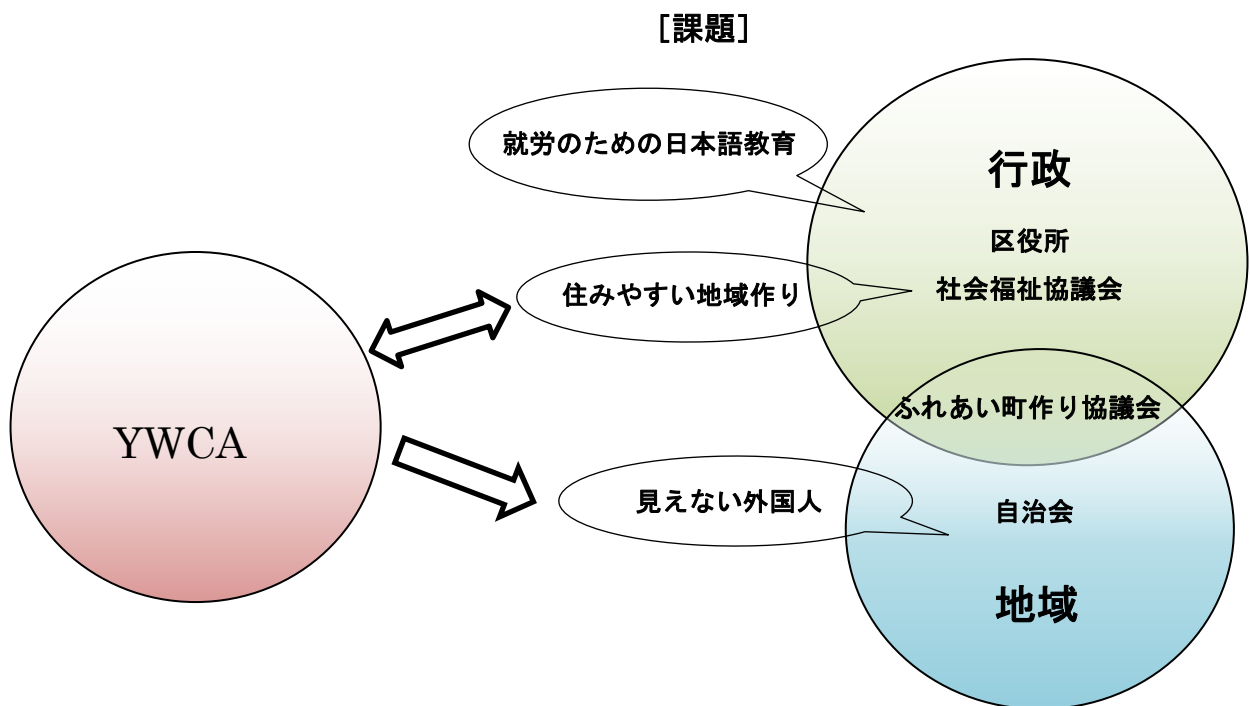 [課題]
就労のための日本語教育
行政
区役所
住みやすい地域作り
社会福祉協議会
ふれあい町作り協議会
YWCA
見えない外国人
自治会
地域